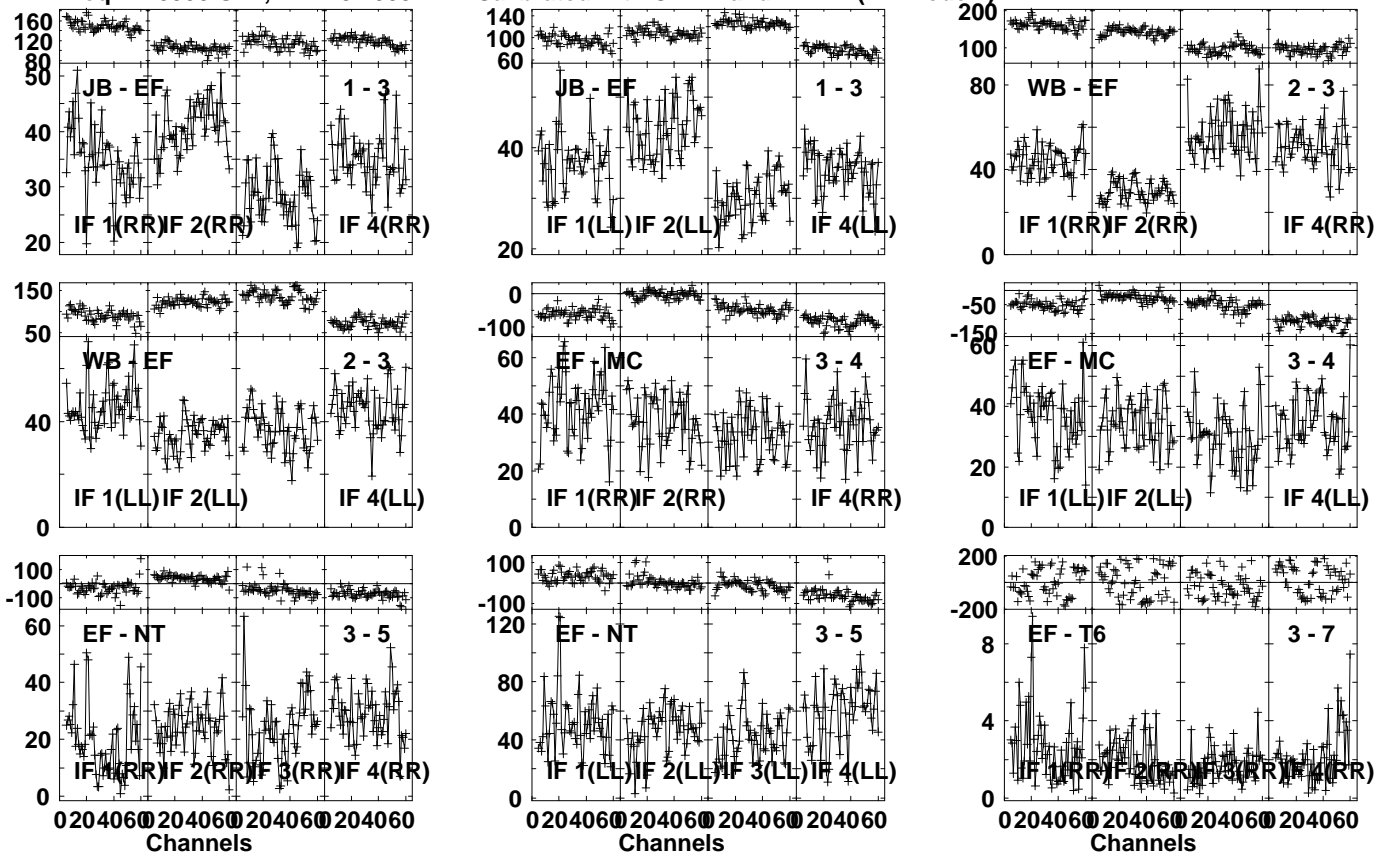 160 120 80
50 40 30 20
JB - EF 1 - 3
IF 1(RR) IF 2(RR) IF 4(RR)
140 100 60
40 20
JB - EF 1 - 3
IF 1(LL) IF 2(LL) IF 4(LL)
200 100
80 40 0
WB - EF 2 - 3
IF 1(RR) IF 2(RR) IF 4(RR)
150 50
40 0
WB - EF 2 - 3
IF 1(LL) IF 2(LL) IF 4(LL)
0 -100
60 40 20 0
EF - MC 3 - 4
IF 1(RR) IF 2(RR) IF 4(RR)
-50 -150
60 40 20 0
EF - MC 3 - 4
IF 1(LL) IF 2(LL) IF 4(LL)
100 -100
60 40 20 0
EF - NT 3 - 5
IF 1(RR) IF 2(RR) IF 3(RR) IF 4(RR)
0 20 40 60 0 20 40 60 0 20 40 60 0 20 40 60
Channels
100 -100
120 80 40 0
EF - NT 3 - 5
IF 1(LL) IF 2(LL) IF 3(LL) IF 4(LL)
0 20 40 60 0 20 40 60 0 20 40 60 0 20 40 60
Channels
200 -200
8 4 0
EF - T6 3 - 7
IF 1(RR) IF 2(RR) IF 3(RR) IF 4(RR)
0 20 40 60 0 20 40 60 0 20 40 60 0 20 40 60
Channels